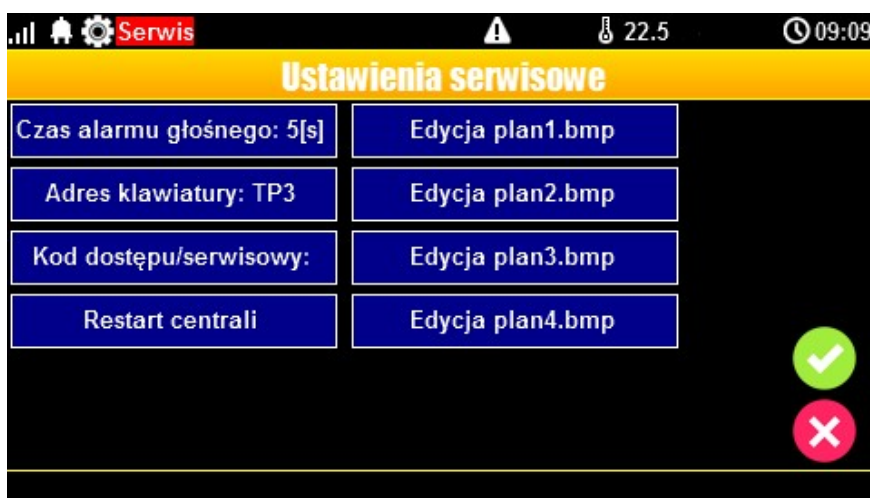 Serwis 22.5 09:09
Ustawienia serwisowe
Czas alarmu głośnego: 5[s] Edycja plan1.bmp
Adres klawiatury: TP3 Edycja plan2.bmp
Kod dostępu/serwisowy: Edycja plan3.bmp
Restart centrali Edycja plan4.bmp